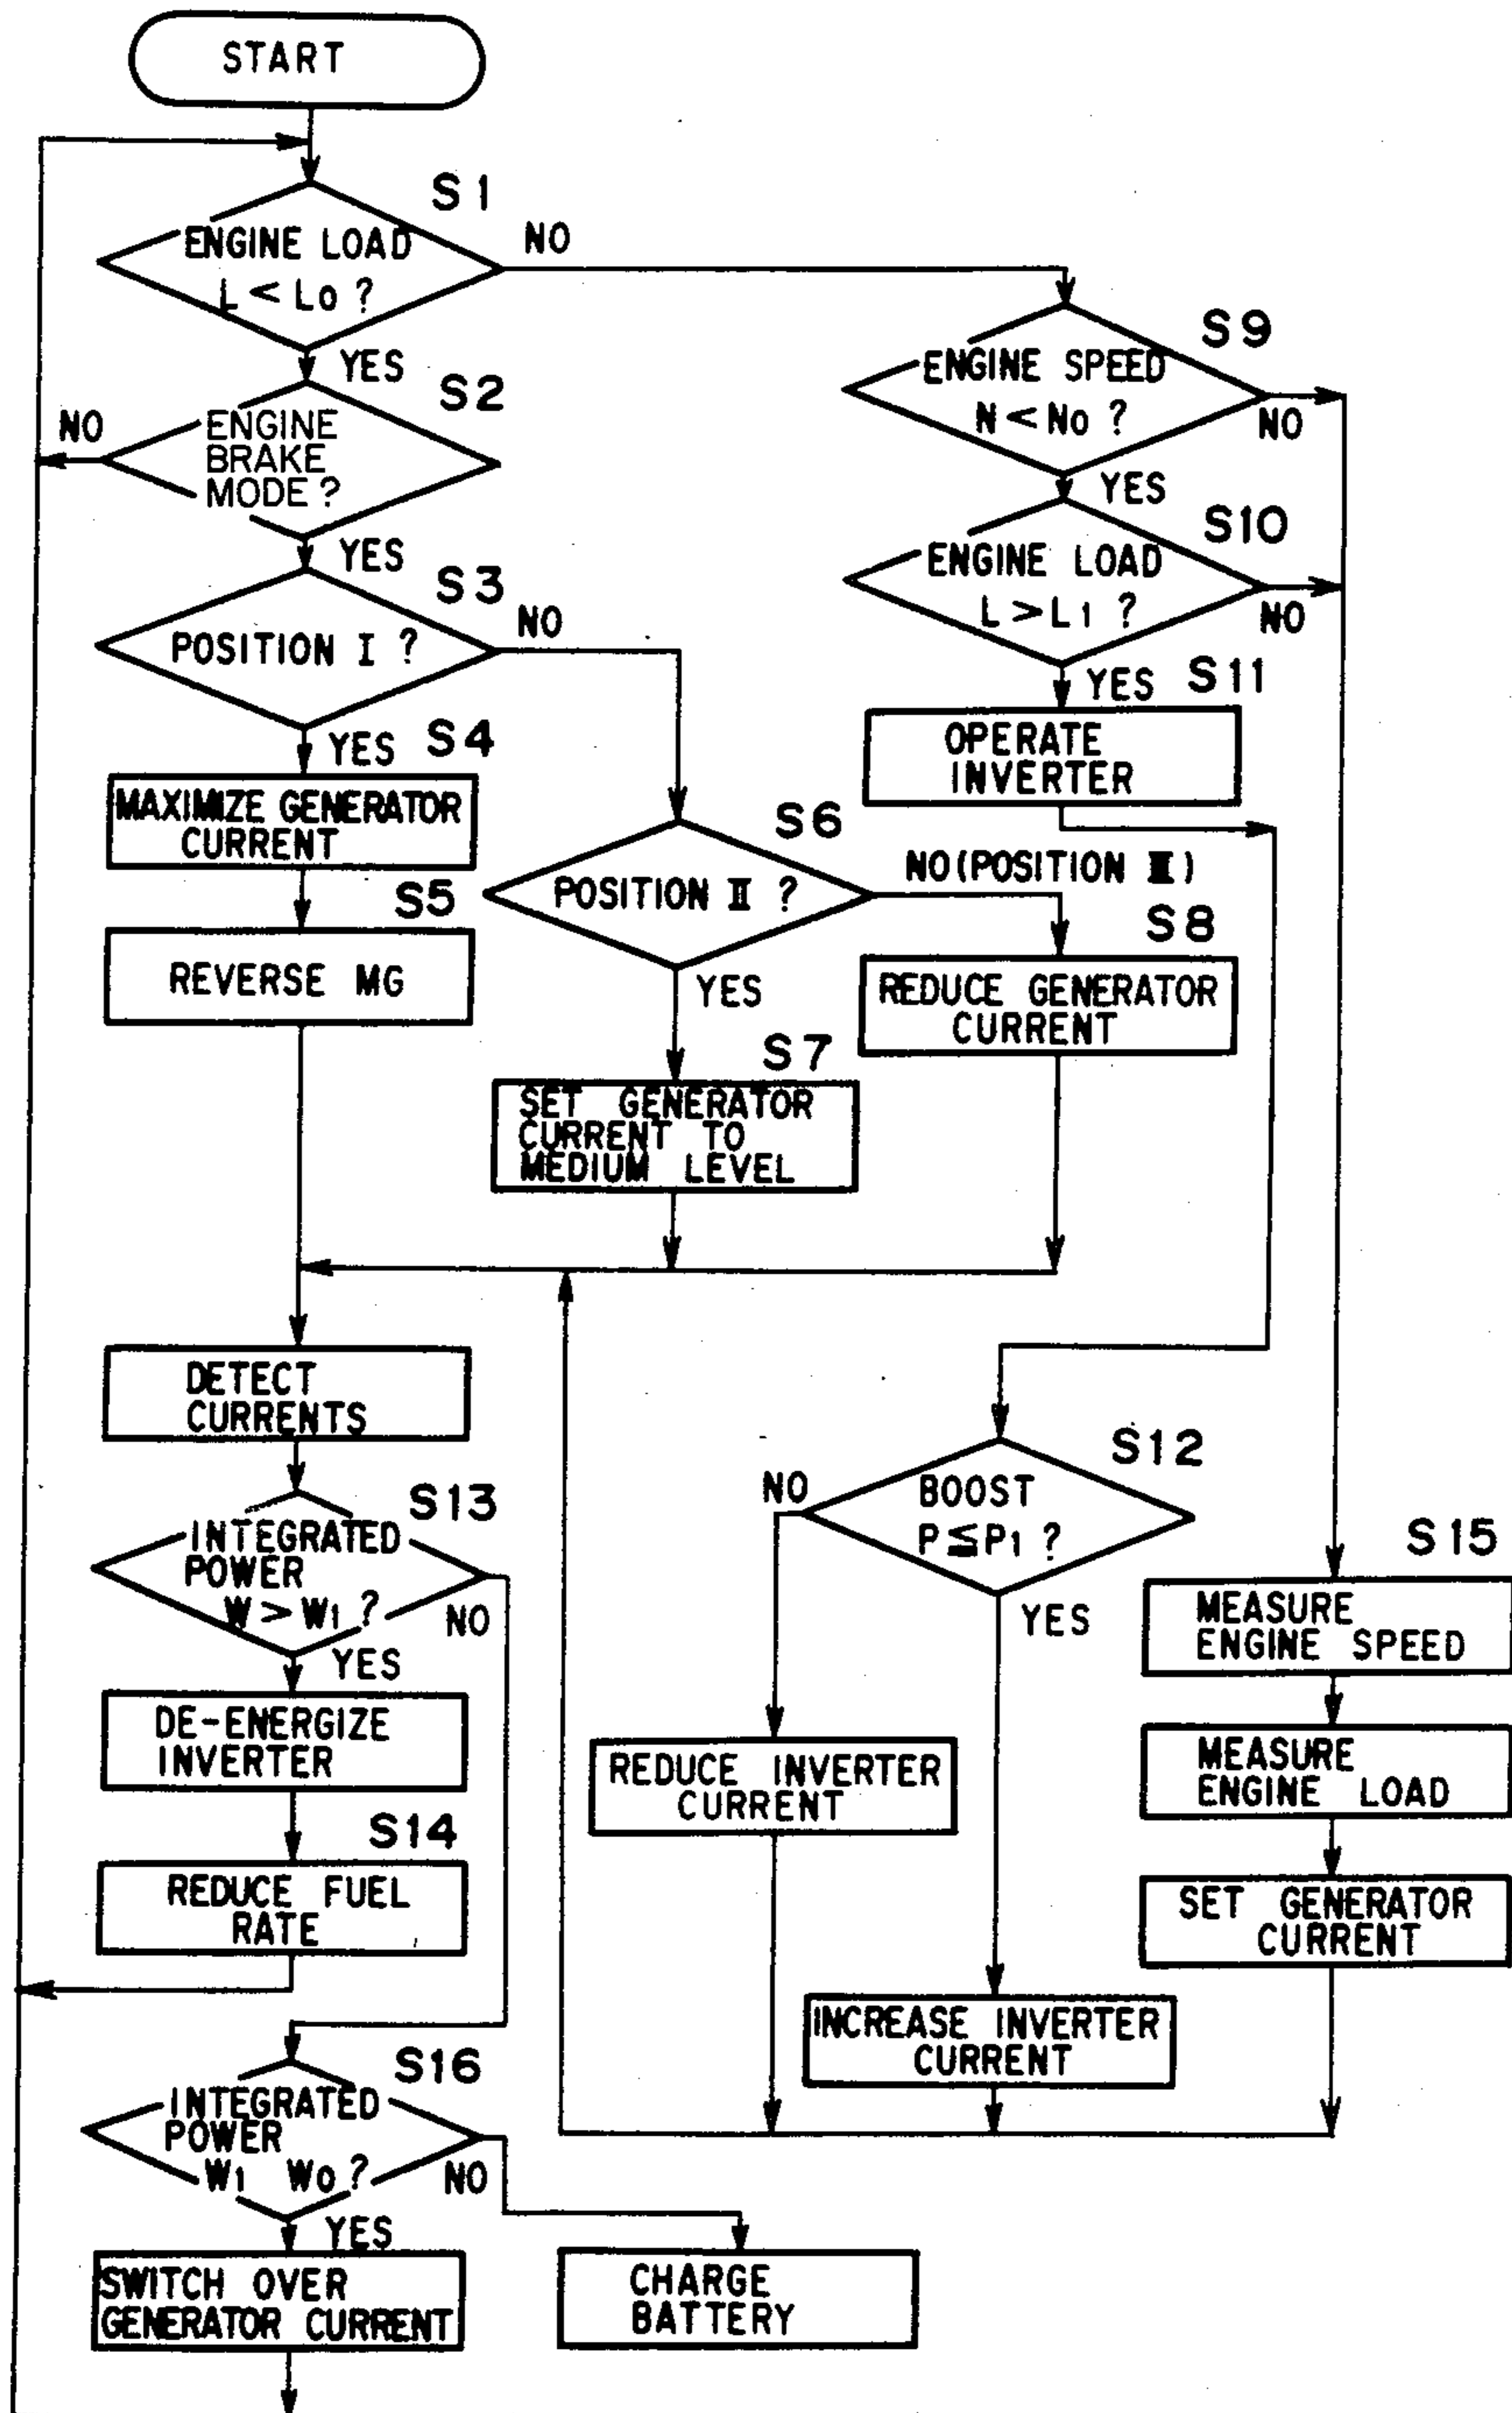 START
S1
ENGINE LOAD
L < L0 ?
NO
YES
S2
ENGINE
BRAKE
MODE ?
NO
YES
S3
POSITION I ?
NO
YES
S4
MAXIMIZE GENERATOR
CURRENT
S5
REVERSE MG
S6
POSITION II ?
NO (POSITION III)
YES
S7
SET GENERATOR
CURRENT TO
MEDIUM LEVEL
S8
REDUCE GENERATOR
CURRENT
S9
ENGINE SPEED
N < N0 ?
NO
YES
S10
ENGINE LOAD
L > L1 ?
NO
YES
S11
OPERATE
INVERTER
DETECT
CURRENTS
S12
BOOST
P ≦ P1 ?
NO
YES
REDUCE INVERTER
CURRENT
INCREASE INVERTER
CURRENT
S13
INTEGRATED
POWER
W > W1 ?
NO
YES
DE-ENERGIZE
INVERTER
S14
REDUCE FUEL
RATE
S15
MEASURE
ENGINE SPEED
MEASURE
ENGINE LOAD
SET GENERATOR
CURRENT
S16
INTEGRATED
POWER
W1 W0 ?
NO
YES
SWITCH OVER
GENERATOR CURRENT
CHARGE
BATTERY